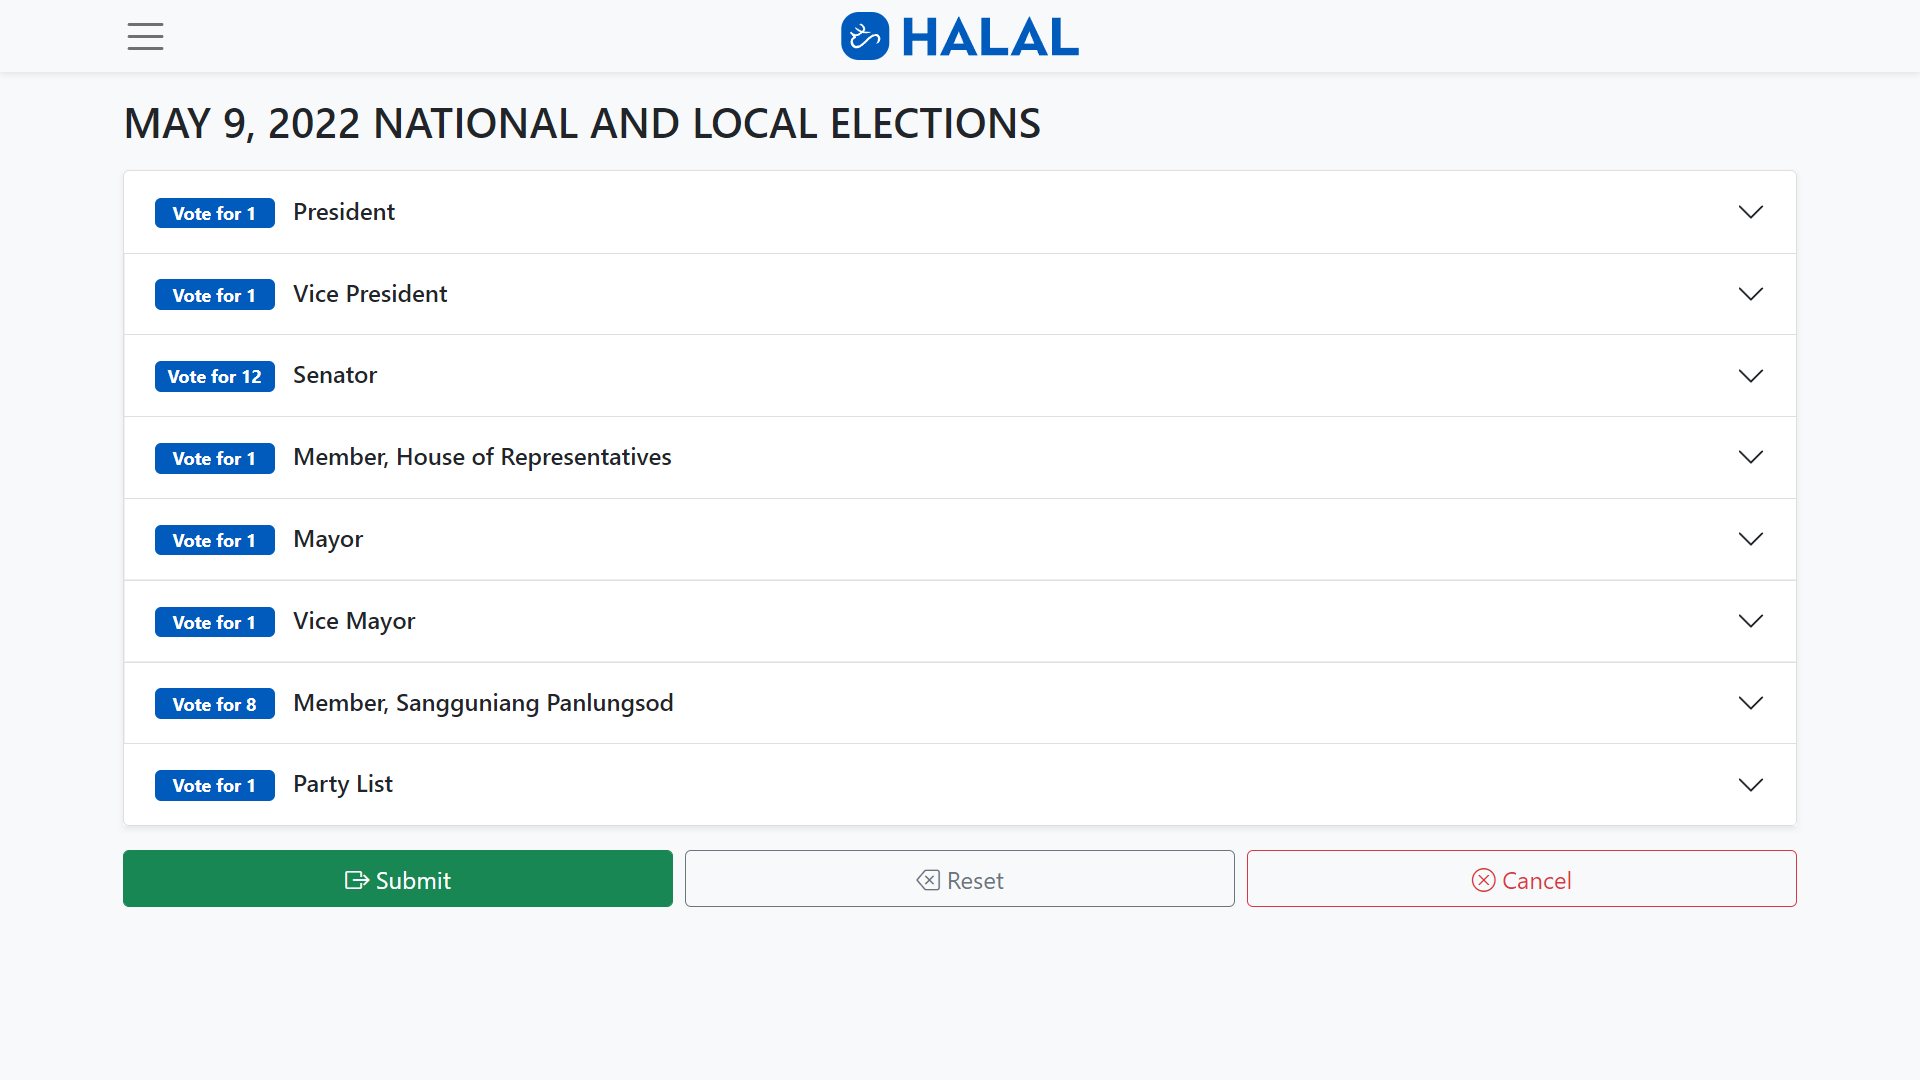 HALAL
MAY 9, 2022 NATIONAL AND LOCAL ELECTIONS
Vote for 1 President
Vote for 1 Vice President
Vote for 12 Senator
Vote for 1 Member, House of Representatives
Vote for 1 Mayor
Vote for 1 Vice Mayor
Vote for 8 Member, Sangguniang Panlungsod
Vote for 1 Party List
Submit Reset Cancel